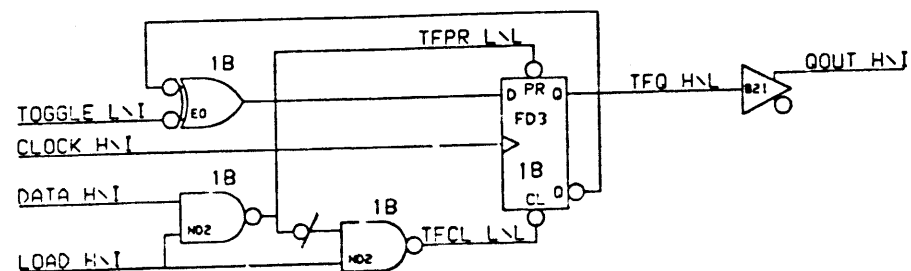 TFPR L\L
1B
QOUT H\I
PR
D Q
TFQ H\L
B21
EO
TOGGLE L\I
FD3
CLOCK H\I
1B
1B
DATA H\I
1B
CL Q
ND2
TFCL L\L
ND2
LOAD H\I